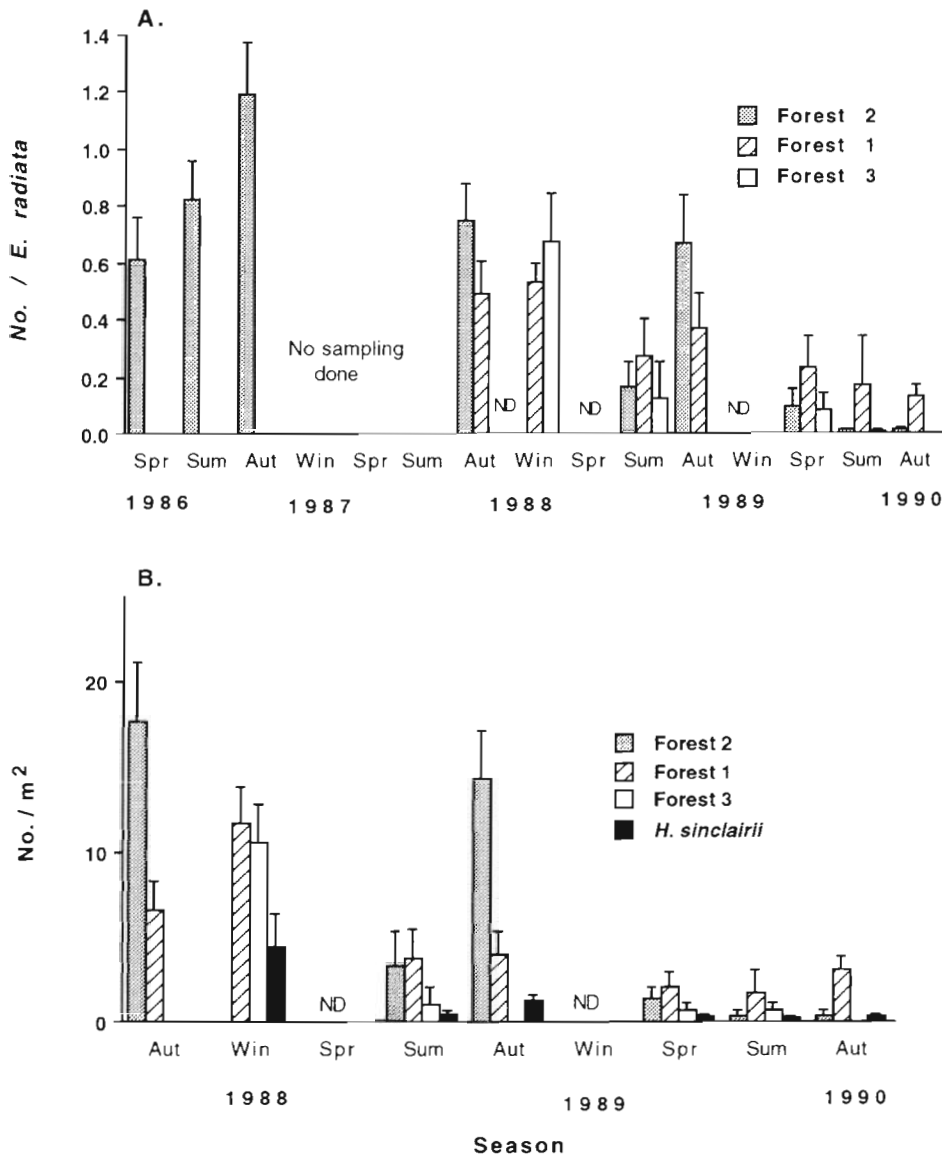 A.
1.4
1.2
1.0
0.8
0.6
0.4
0.2
0.0
No. / E. radiata
Forest 2
Forest 1
Forest 3
No sampling
done
ND
ND
ND
Spr Sum Aut Win Spr Sum Aut Win Spr Sum Aut Win Spr Sum Aut
1986 1987 1988 1989 1990
B.
20
10
0
No./m²
Forest 2
Forest 1
Forest 3
H. sinclairii
ND
ND
Aut Win Spr Sum Aut Win Spr Sum Aut
1988 1989 1990
Season